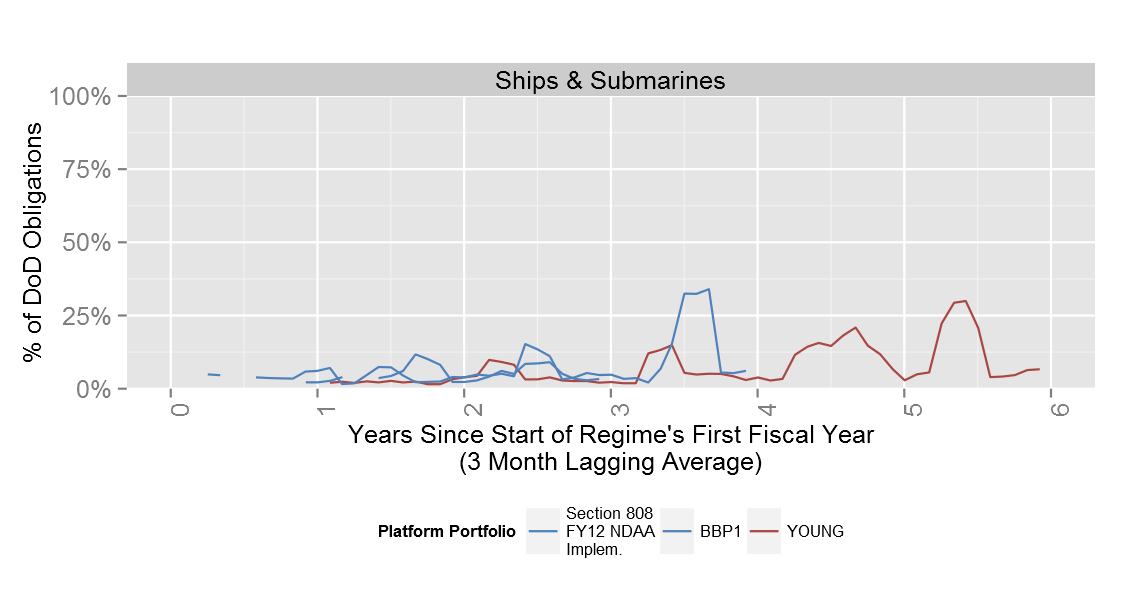 Ships & Submarines
100%
75%
50%
25%
0%
% of DoD Obligations
0 1 2 3 4 5 6
Years Since Start of Regime's First Fiscal Year
(3 Month Lagging Average)
Platform Portfolio
Section 808
FY12 NDAA
Implem.
BBP1
YOUNG